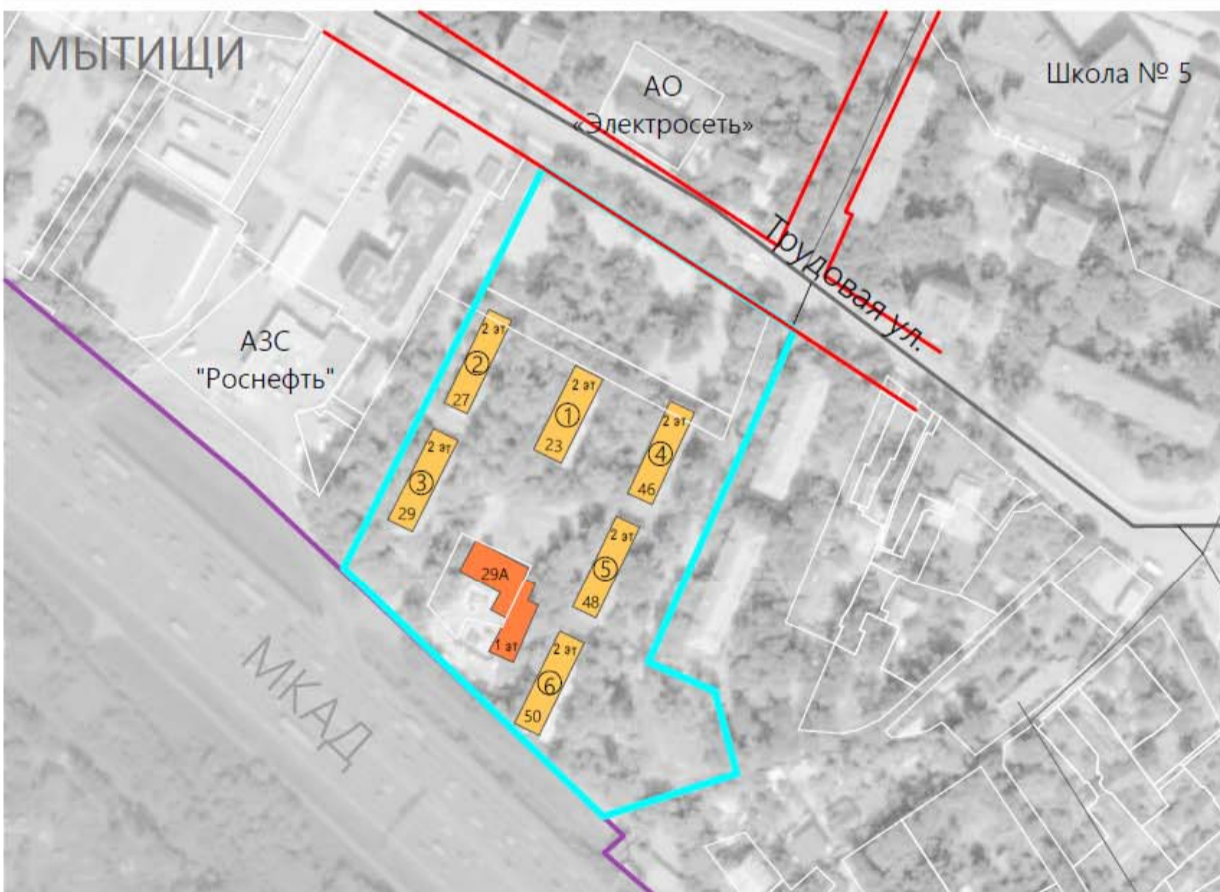 МЫТИЩИ
Школа № 5
АО
«Электросеть»
Трудовая ул.
АЗС
"Роснефть"
2 эт
2
27
2 эт
1
23
2 эт
4
46
2 эт
3
29
2 эт
5
48
29А
1 эт
2 эт
6
50
МКАД